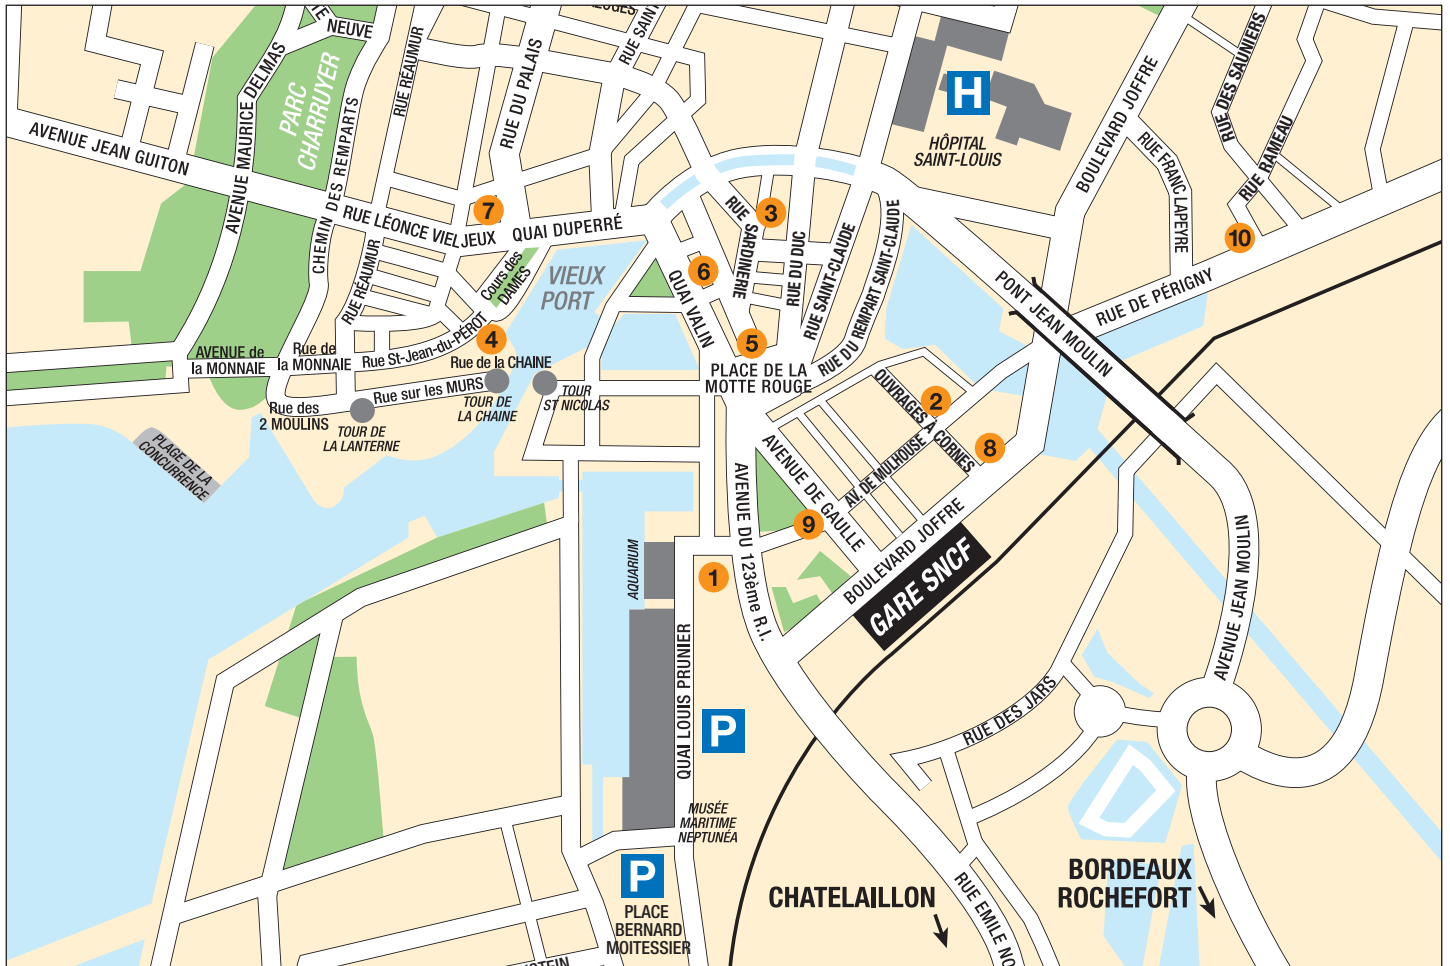 NEUVE
RUE SAINT-
AVENUE MAURICE DELMAS
PARC
CHARRUYER
RUE RÉAUMUR
RUE DU PALAIS
H
HÔPITAL
SAINT-LOUIS
BOULEVARD JOFFRE
RUE DES SAUNIERS
RUE RAMEAU
RUE FRANC LAPEYRE
AVENUE JEAN GUITON
CHEMIN DES REMPARTS
RUE LÉONCE VIELJEUX
7
QUAI DUPERRÉ
3
10
RUE SARDINERIE
RUE DU DUC
RUE SAINT-CLAUDE
RUE DU REMPART SAINT-CLAUDE
RUE RÉAUMUR
Cours des
DAMES
VIEUX
PORT
6
QUAI VALIN
PONT JEAN MOULIN
RUE DE PÉRIGNY
4
5
AVENUE de
la MONNAIE
Rue de
la MONNAIE
Rue St-Jean-du-PÉROT
Rue de la CHAINE
PLACE DE LA
MOTTE ROUGE
Rue des
2 MOULINS
Rue sur les MURS
TOUR DE
LA CHAINE
TOUR
ST NICOLAS
TOUR DE
LA LANTERNE
PLAGE DE LA
CONCURRENCE
OUVRAGES À CORNES
2
8
AVENUE DE GAULLE
AV. DE MULHOUSE
9
BOULEVARD JOFFRE
GARE SNCF
AVENUE DU 123ème R.I.
AQUARIUM
1
QUAI LOUIS PRUNIER
AVENUE JEAN MOULIN
RUE DES JARS
P
MUSÉE
MARITIME
NEPTUNÉA
P
PLACE
BERNARD
MOITESSIER
CHATELAILLON
BORDEAUX
ROCHEFORT
RUE EMILE NO